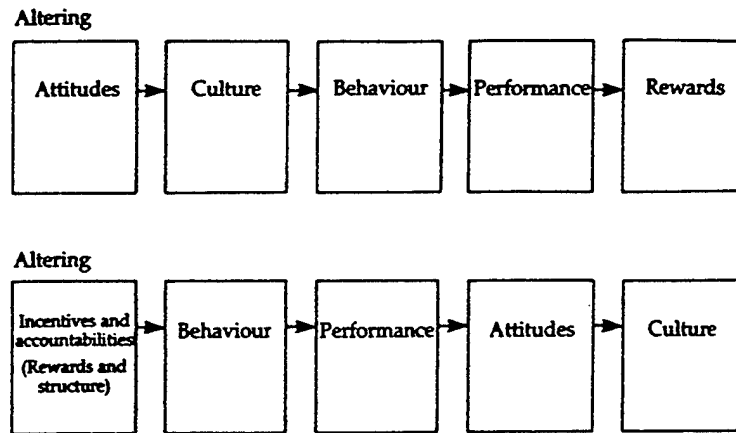 Altering
Attitudes
Culture
Behaviour
Performance
Rewards
Altering
Incentives and
accountabilities
(Rewards and
structure)
Behaviour
Performance
Attitudes
Culture